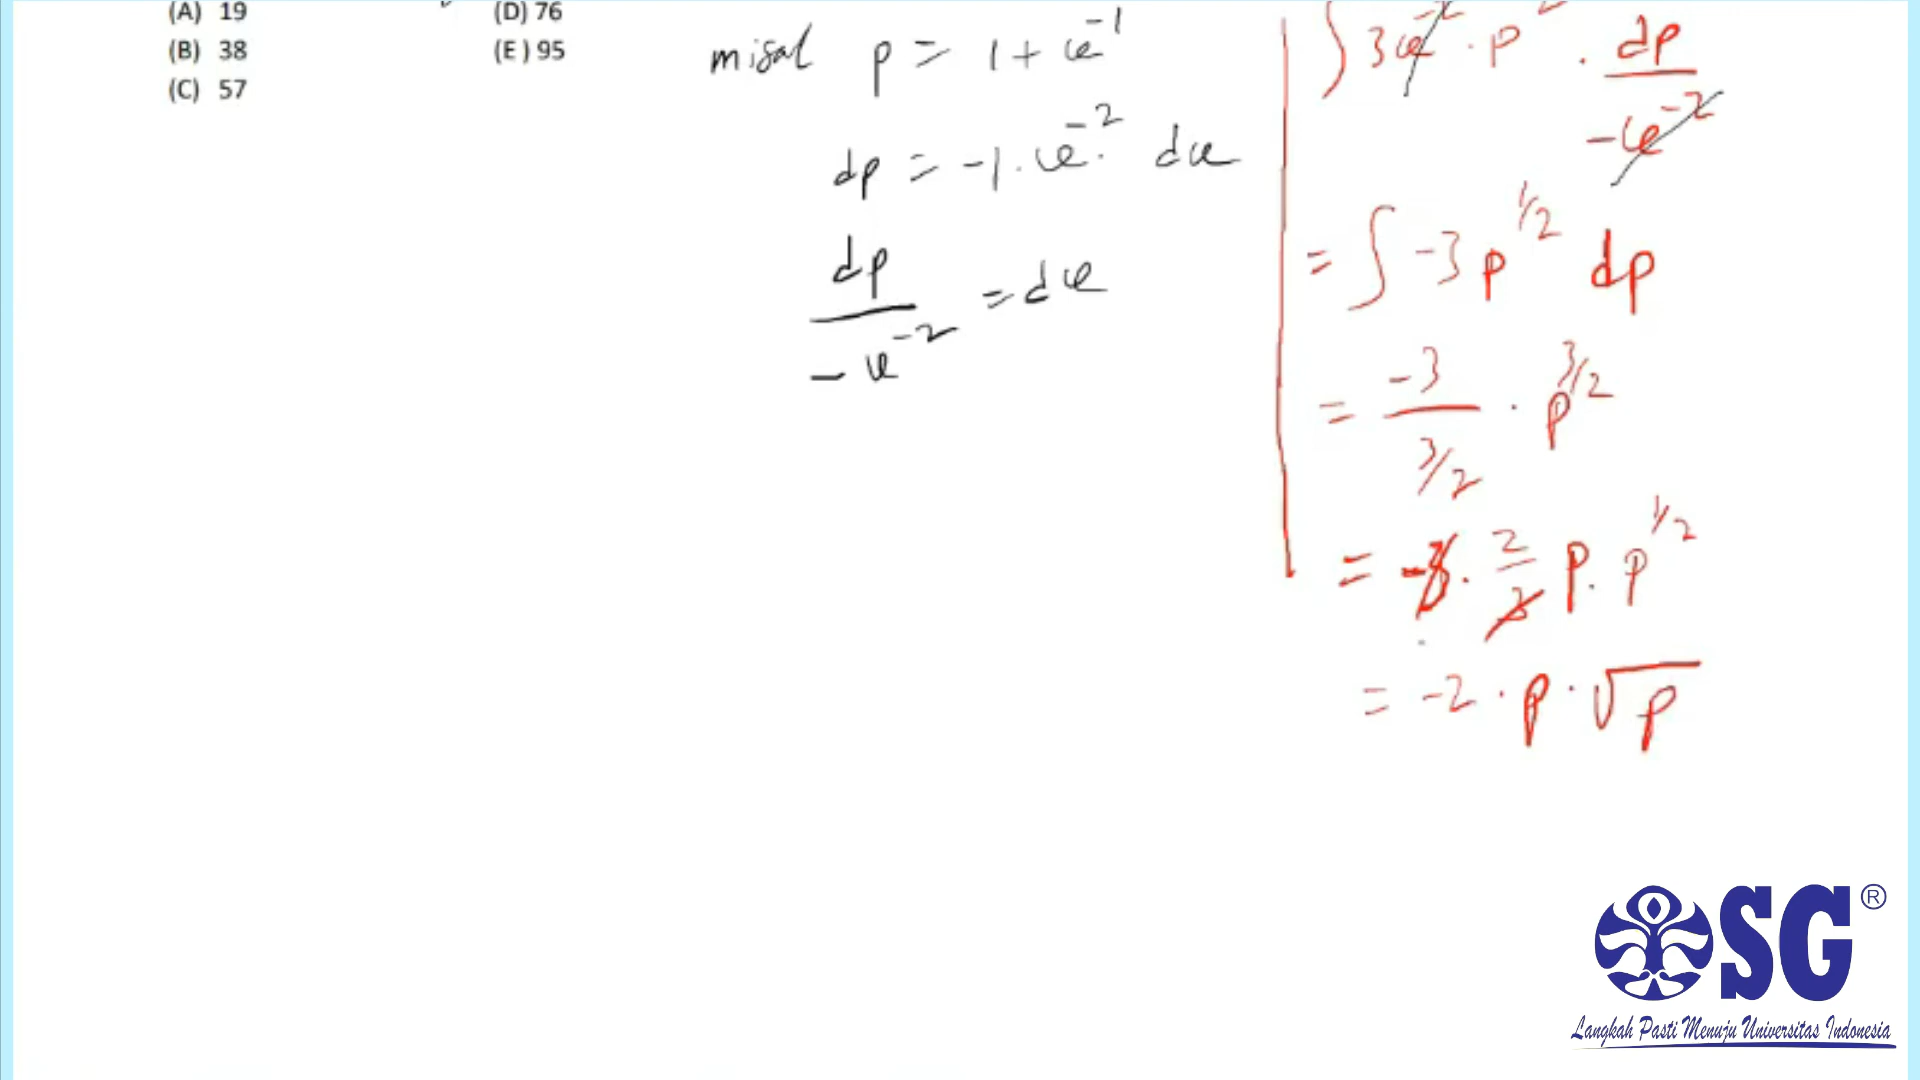 (A) 19 (D) 76
(B) 38 (E) 95
(C) 57
misal p = 1 + u⁻¹
dp = -1 . u⁻² . du
dp / -u⁻² = du
∫ 3u⁻² . p . dp / -u⁻²
= ∫ -3 p^1/2 dp
= -3 / 3/2 . p^3/2
= -3 . 2/3 p . p^1/2
= -2 . p . √p
SG®
Langkah Pasti Menuju Universitas Indonesia